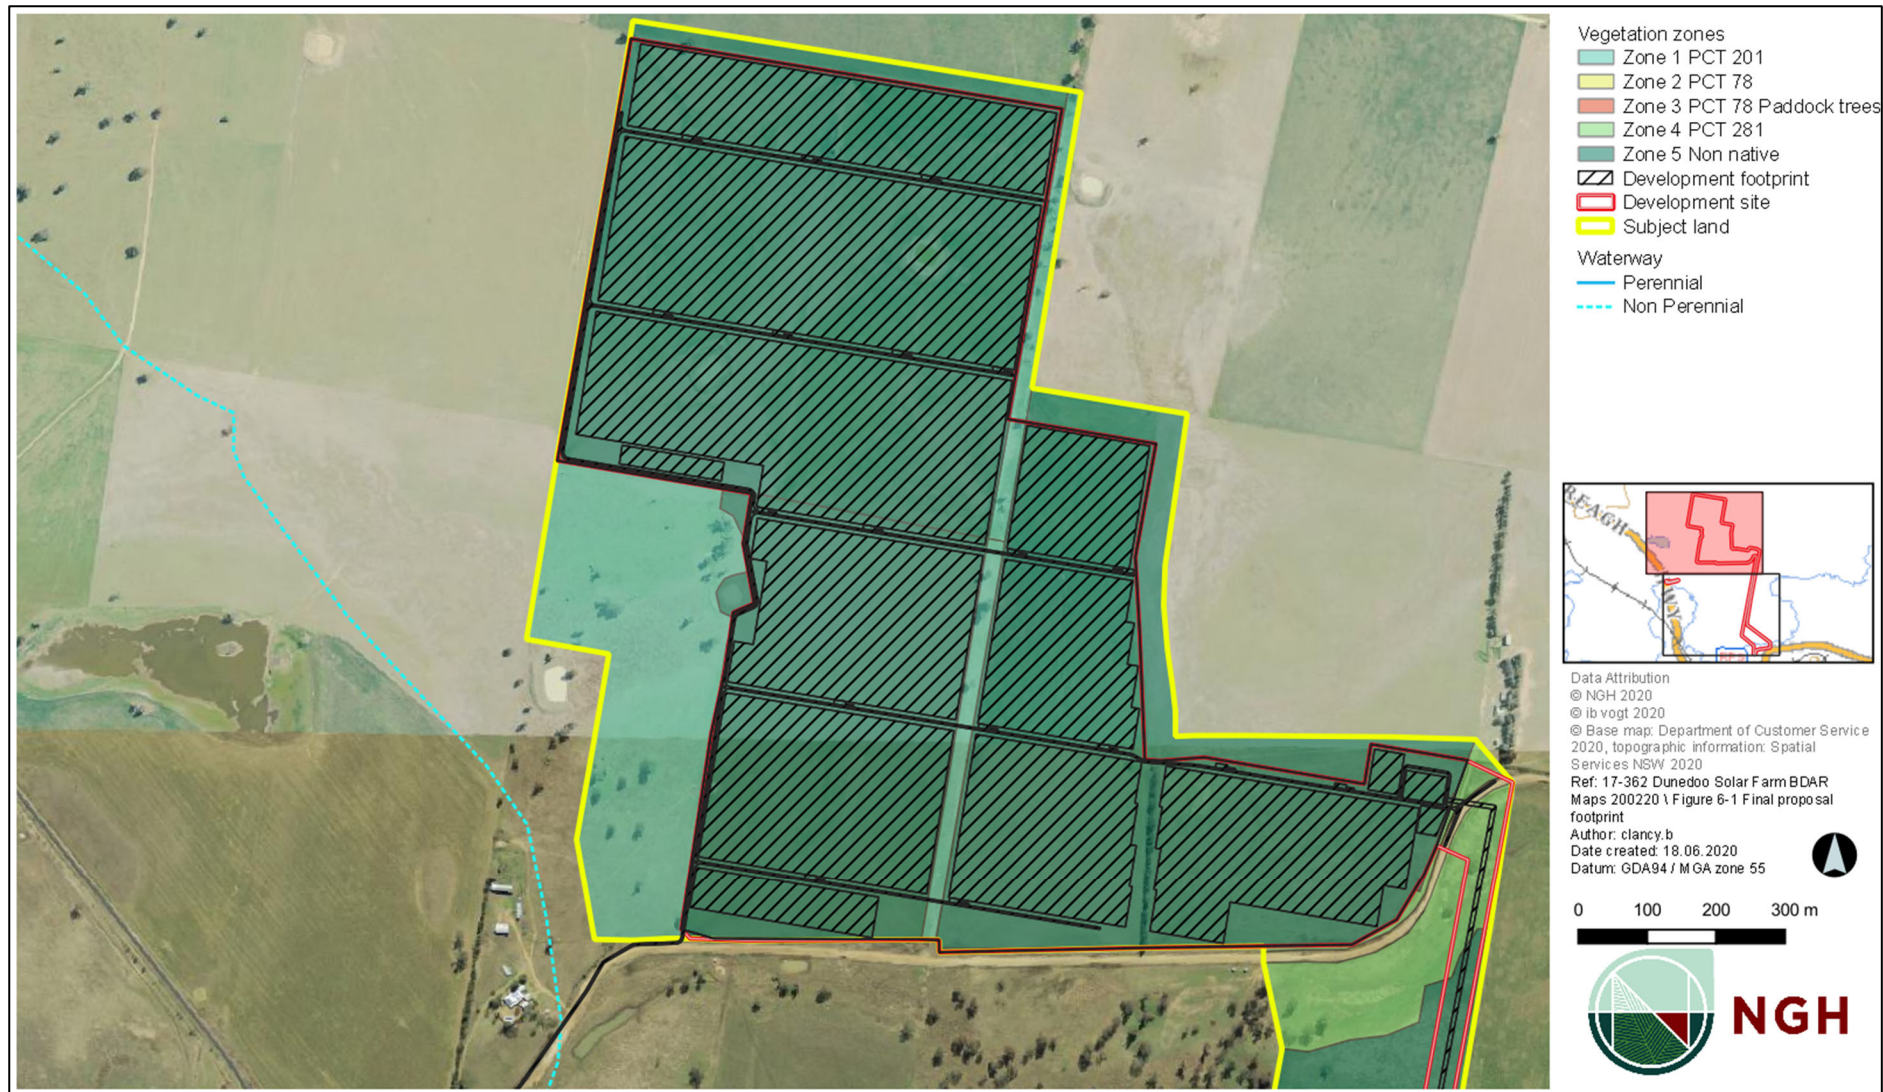 Vegetation zones
Zone 1 PCT 201
Zone 2 PCT 78
Zone 3 PCT 78 Paddock trees
Zone 4 PCT 281
Zone 5 Non native
Development footprint
Development site
Subject land
Waterway
Perennial
Non Perennial
REAGH
WY
Data Attribution
© NGH 2020
© ib vogt 2020
© Base map: Department of Customer Service
2020, topographic information: Spatial
Services NSW 2020
Ref: 17-362 Dunedoo Solar Farm BDAR
Maps 200220 \ Figure 6-1 Final proposal
footprint
Author: clancy.b
Date created: 18.06.2020
Datum: GDA94 / MGA zone 55
0 100 200 300 m
NGH